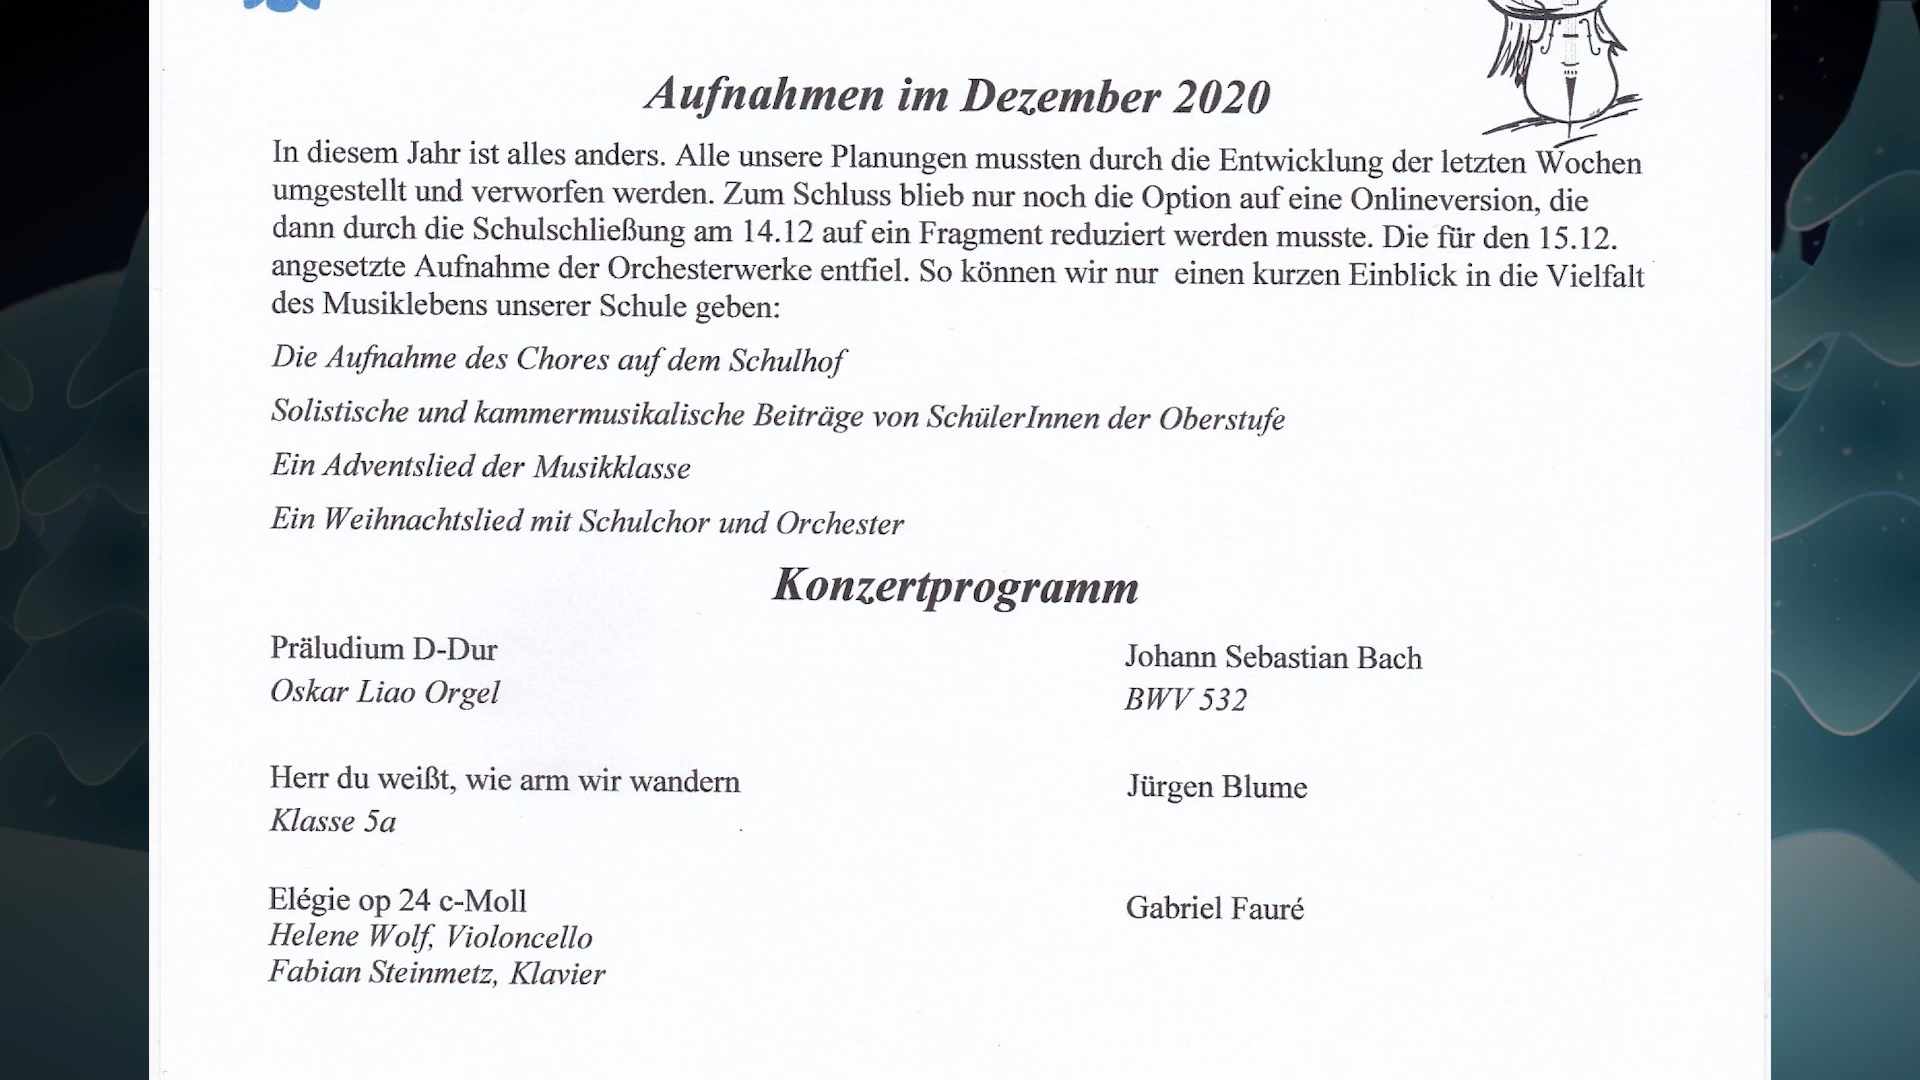 Aufnahmen im Dezember 2020
In diesem Jahr ist alles anders. Alle unsere Planungen mussten durch die Entwicklung der letzten Wochen
umgestellt und verworfen werden. Zum Schluss blieb nur noch die Option auf eine Onlineversion, die
dann durch die Schulschließung am 14.12 auf ein Fragment reduziert werden musste. Die für den 15.12.
angesetzte Aufnahme der Orchesterwerke entfiel. So können wir nur einen kurzen Einblick in die Vielfalt
des Musiklebens unserer Schule geben:
Die Aufnahme des Chores auf dem Schulhof
Solistische und kammermusikalische Beiträge von SchülerInnen der Oberstufe
Ein Adventslied der Musikklasse
Ein Weihnachtslied mit Schulchor und Orchester
Konzertprogramm
Präludium D-Dur Johann Sebastian Bach
Oskar Liao Orgel BWV 532
Herr du weißt, wie arm wir wandern Jürgen Blume
Klasse 5a
Elégie op 24 c-Moll Gabriel Fauré
Helene Wolf, Violoncello
Fabian Steinmetz, Klavier